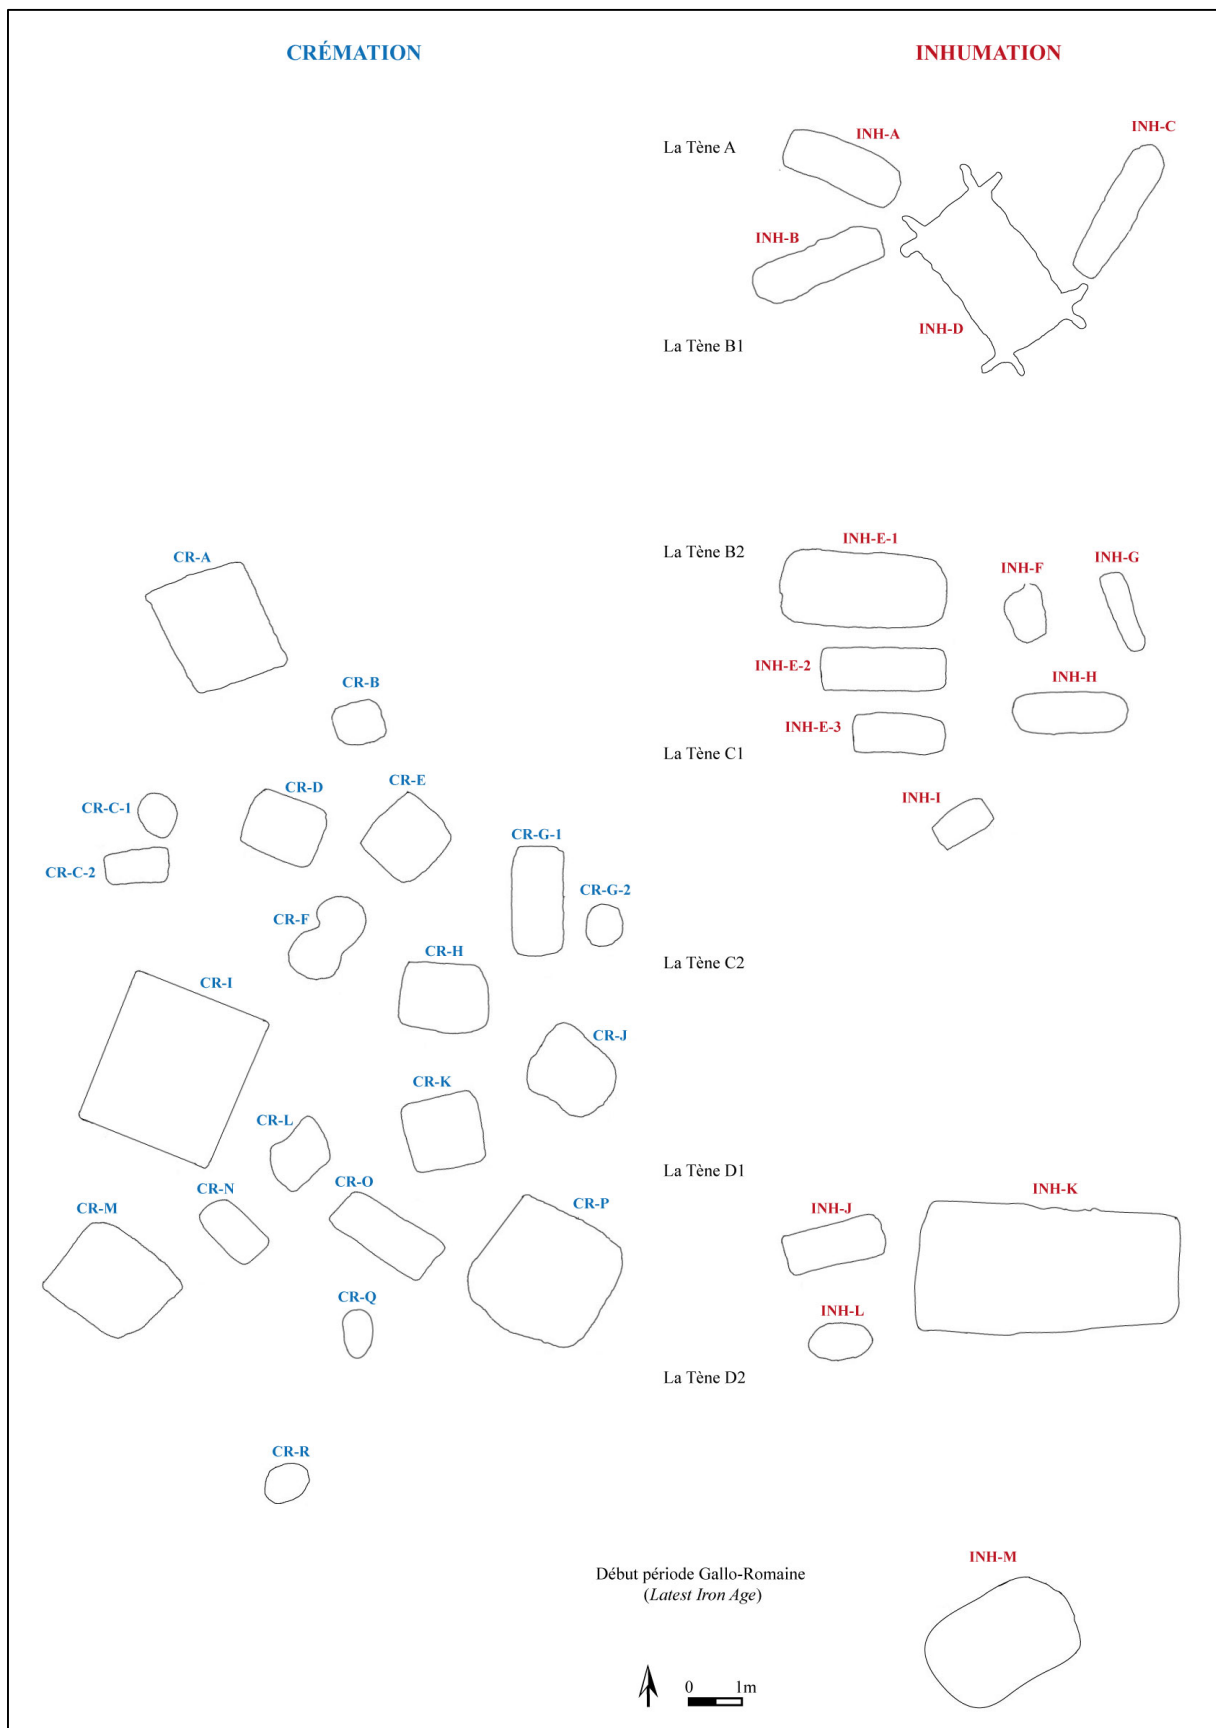 CRÉMATION
INHUMATION
INH-C
INH-A
La Tène A
INH-B
INH-D
La Tène B1
INH-E-1
La Tène B2
CR-A
INH-G
INH-F
INH-E-2
INH-H
CR-B
INH-E-3
La Tène C1
CR-E
CR-D
INH-I
CR-C-1
CR-G-1
CR-C-2
CR-G-2
CR-F
CR-H
La Tène C2
CR-I
CR-J
CR-K
CR-L
La Tène D1
CR-O
CR-N
INH-K
CR-P
CR-M
INH-J
CR-Q
INH-L
La Tène D2
CR-R
INH-M
Début période Gallo-Romaine
(Latest Iron Age)
0 1m